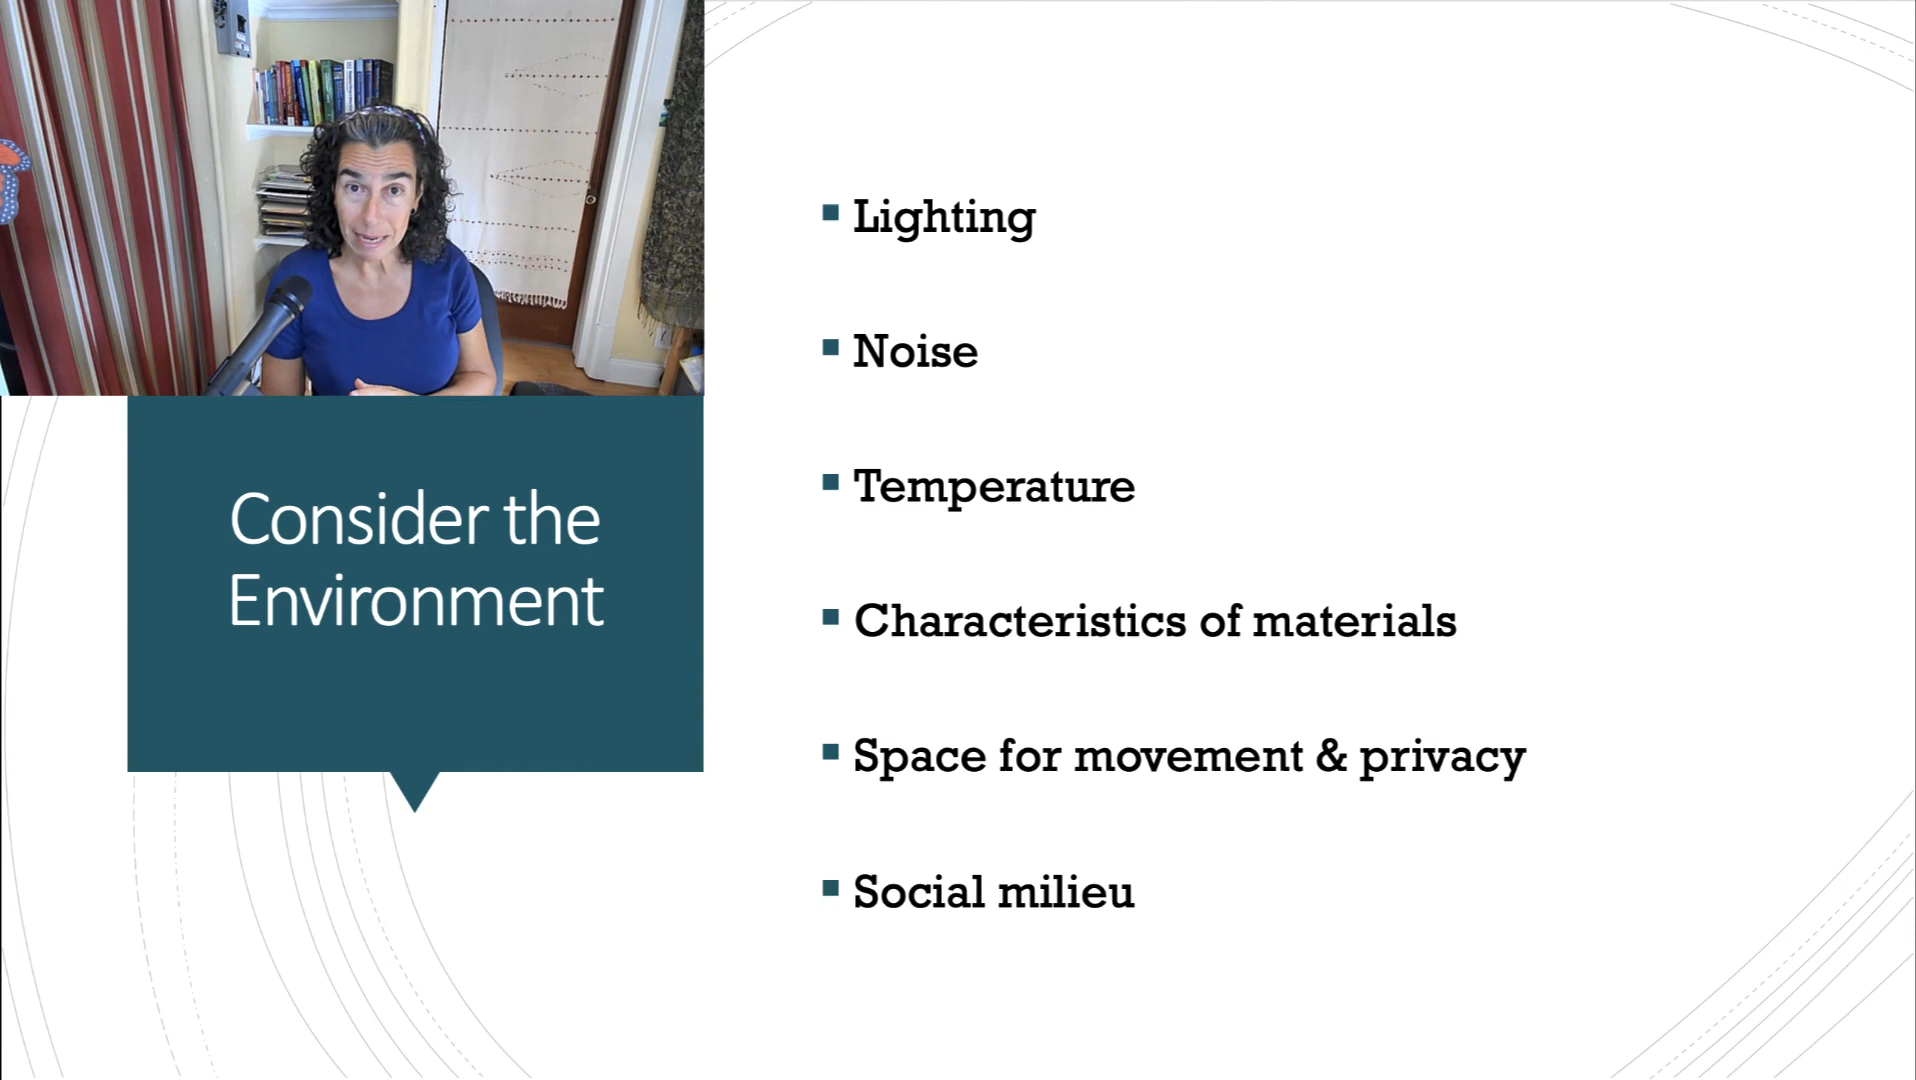 Consider the
Environment
Lighting
Noise
Temperature
Characteristics of materials
Space for movement & privacy
Social milieu